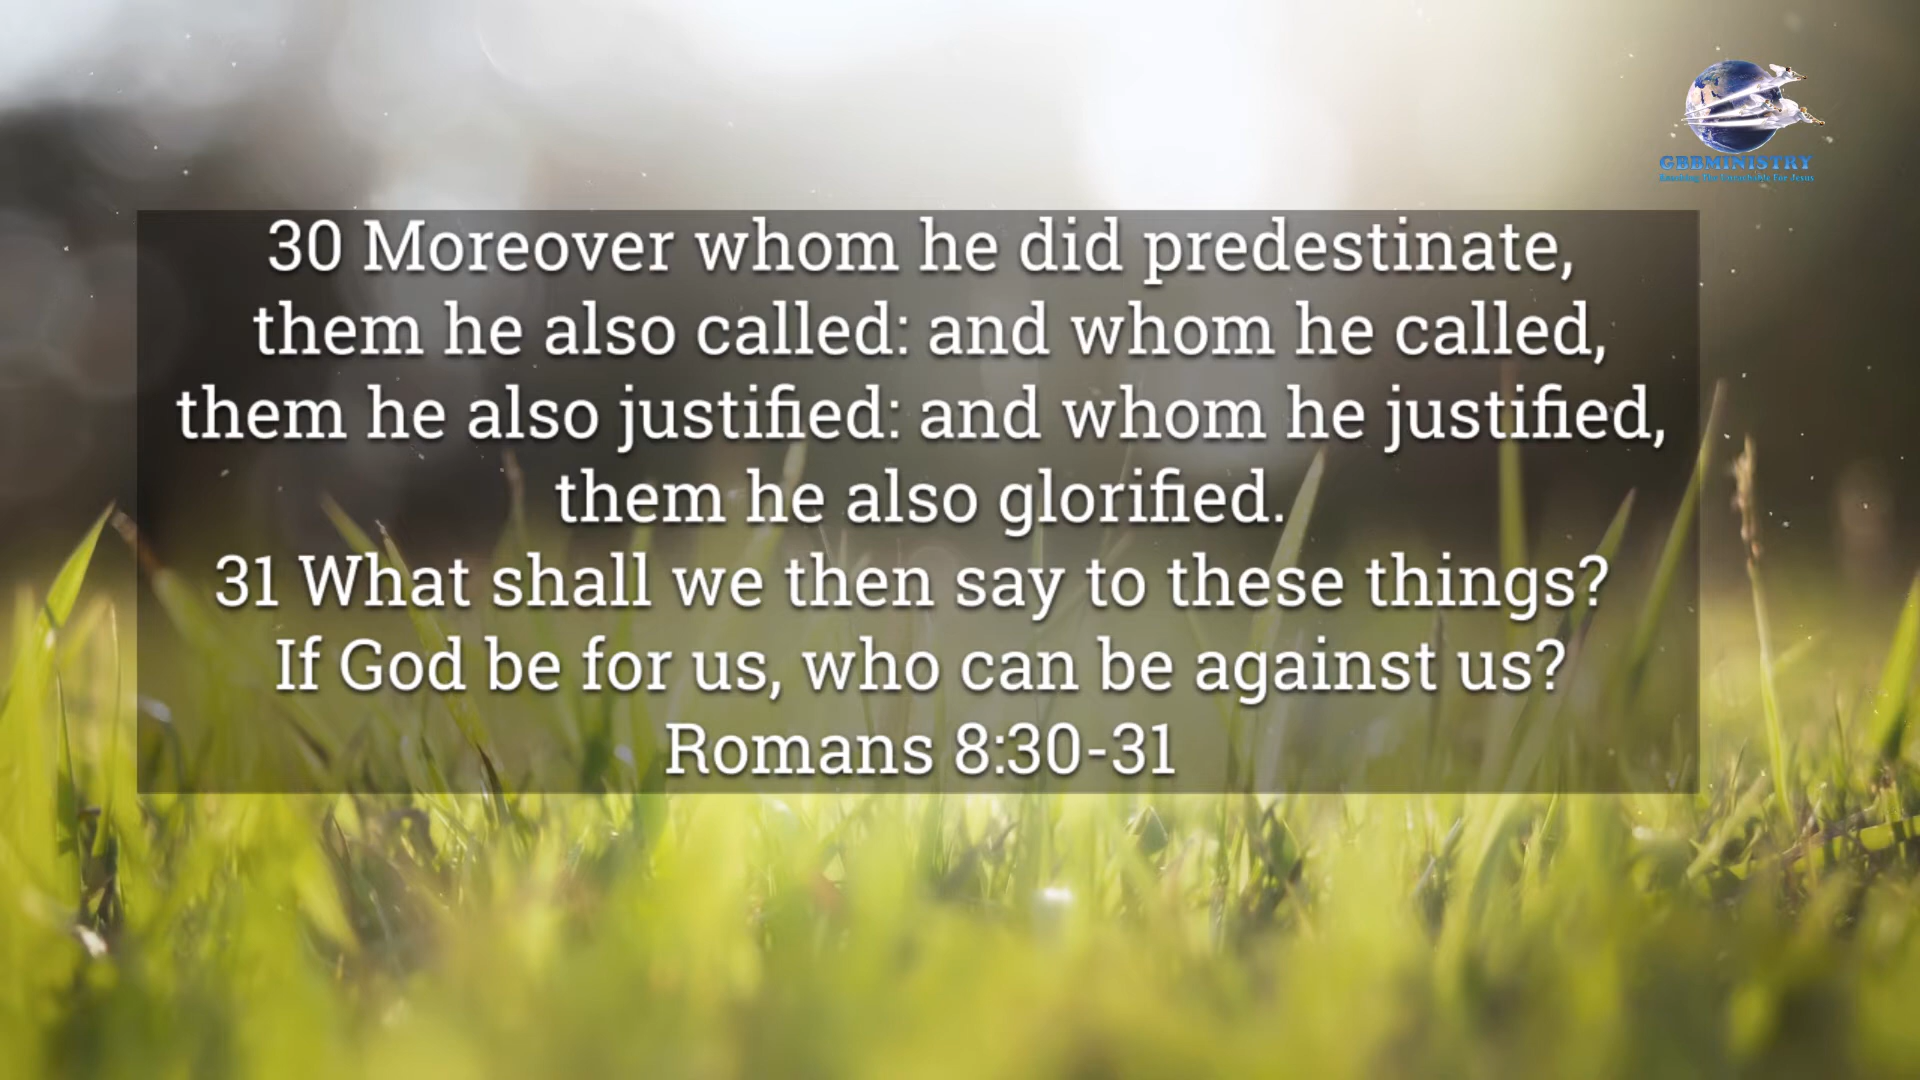 GBBMINISTRY
30 Moreover whom he did predestinate,
them he also called: and whom he called,
them he also justified: and whom he justified,
them he also glorified.
31 What shall we then say to these things?
If God be for us, who can be against us?
Romans 8:30-31